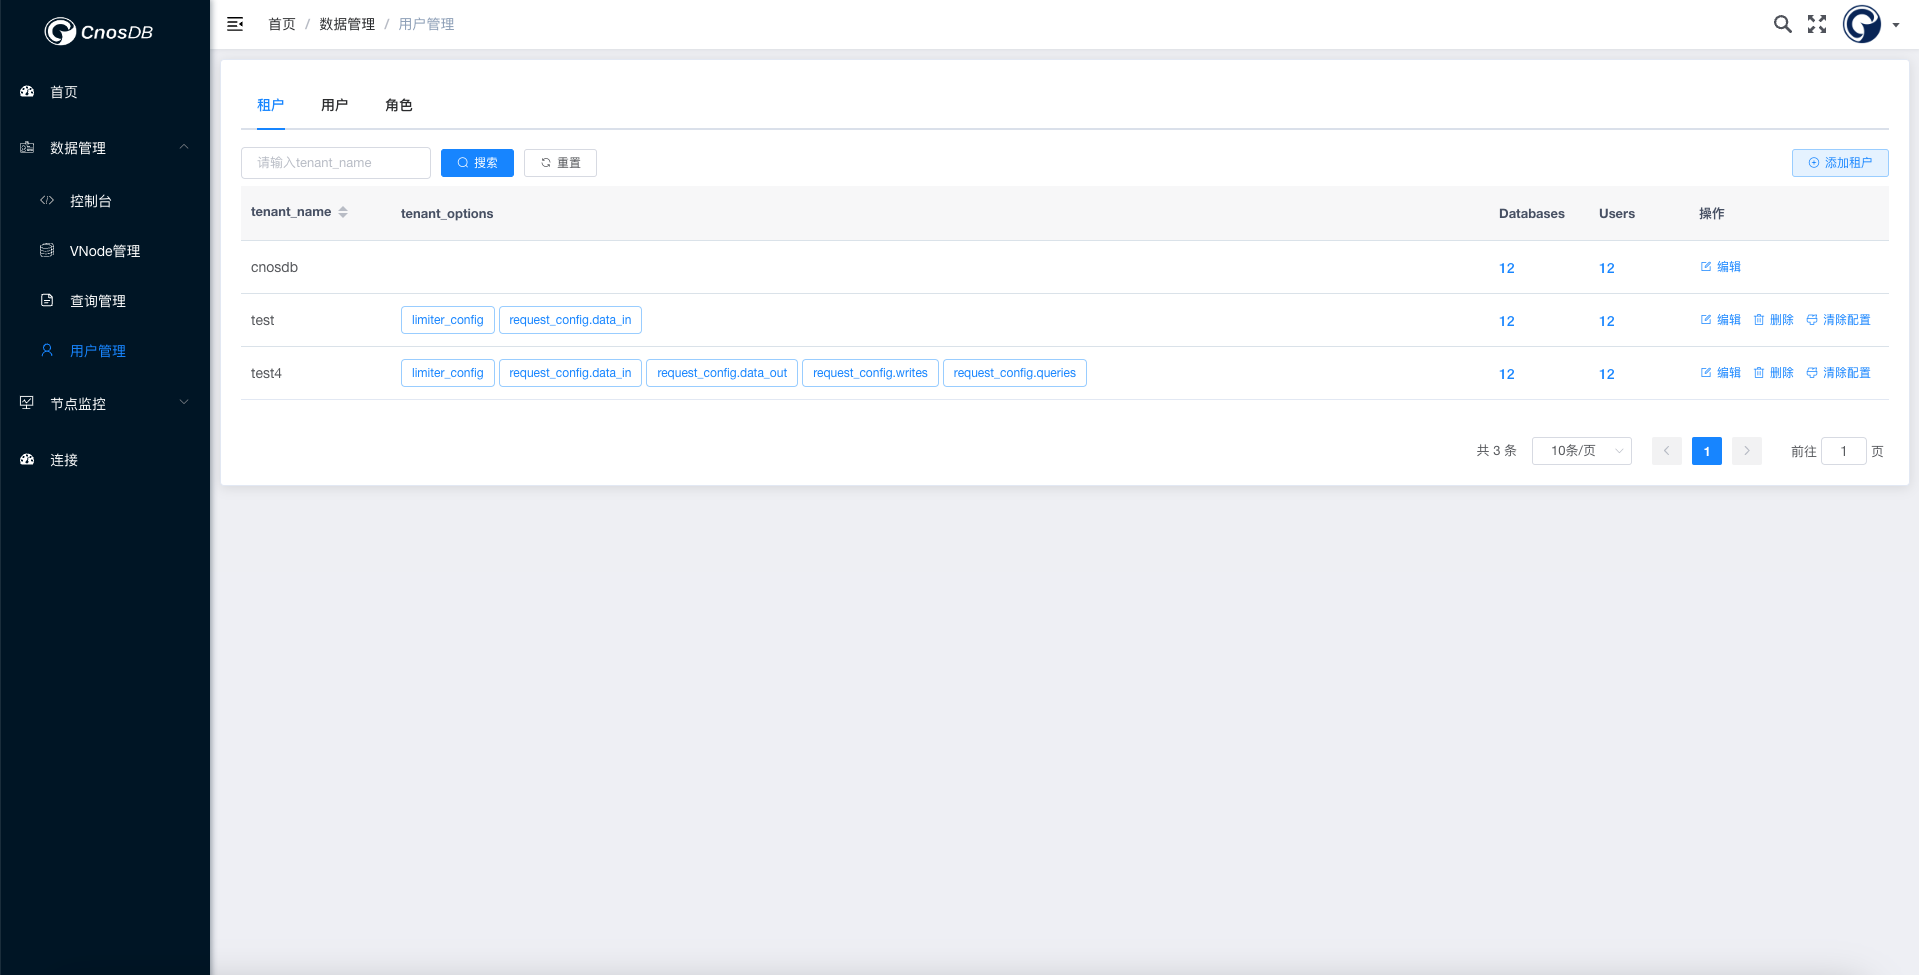 CnosDB
首页
数据管理
控制台
VNode管理
查询管理
用户管理
节点监控
连接
首页 / 数据管理 / 用户管理
租户 用户 角色
请输入tenant_name 搜索 重置 添加租户
tenant_name tenant_options Databases Users 操作
cnosdb 12 12 编辑
test limiter_config request_config.data_in 12 12 编辑 删除 清除配置
test4 limiter_config request_config.data_in request_config.data_out request_config.writes request_config.queries 12 12 编辑 删除 清除配置
共 3 条 10条/页 1 前往 1 页